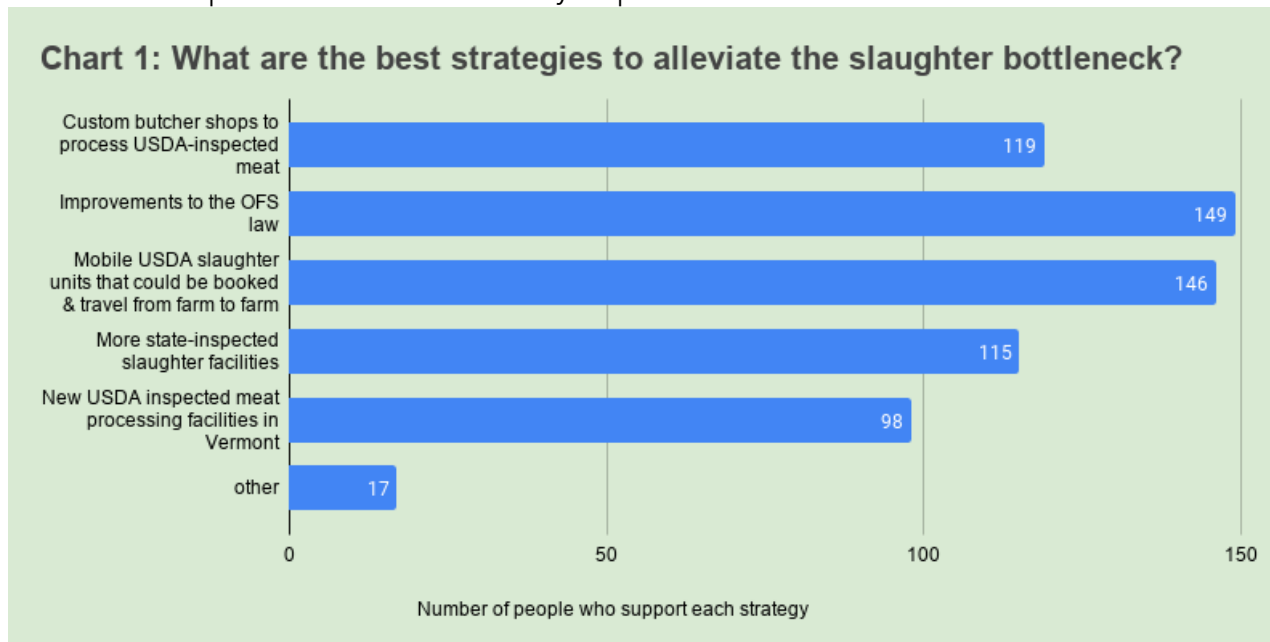 Chart 1: What are the best strategies to alleviate the slaughter bottleneck?
Custom butcher shops to
process USDA-inspected
meat
119
Improvements to the OFS
law
149
Mobile USDA slaughter
units that could be booked
& travel from farm to farm
146
More state-inspected
slaughter facilities
115
New USDA inspected meat
processing facilities in
Vermont
98
other
17
0 50 100 150
Number of people who support each strategy